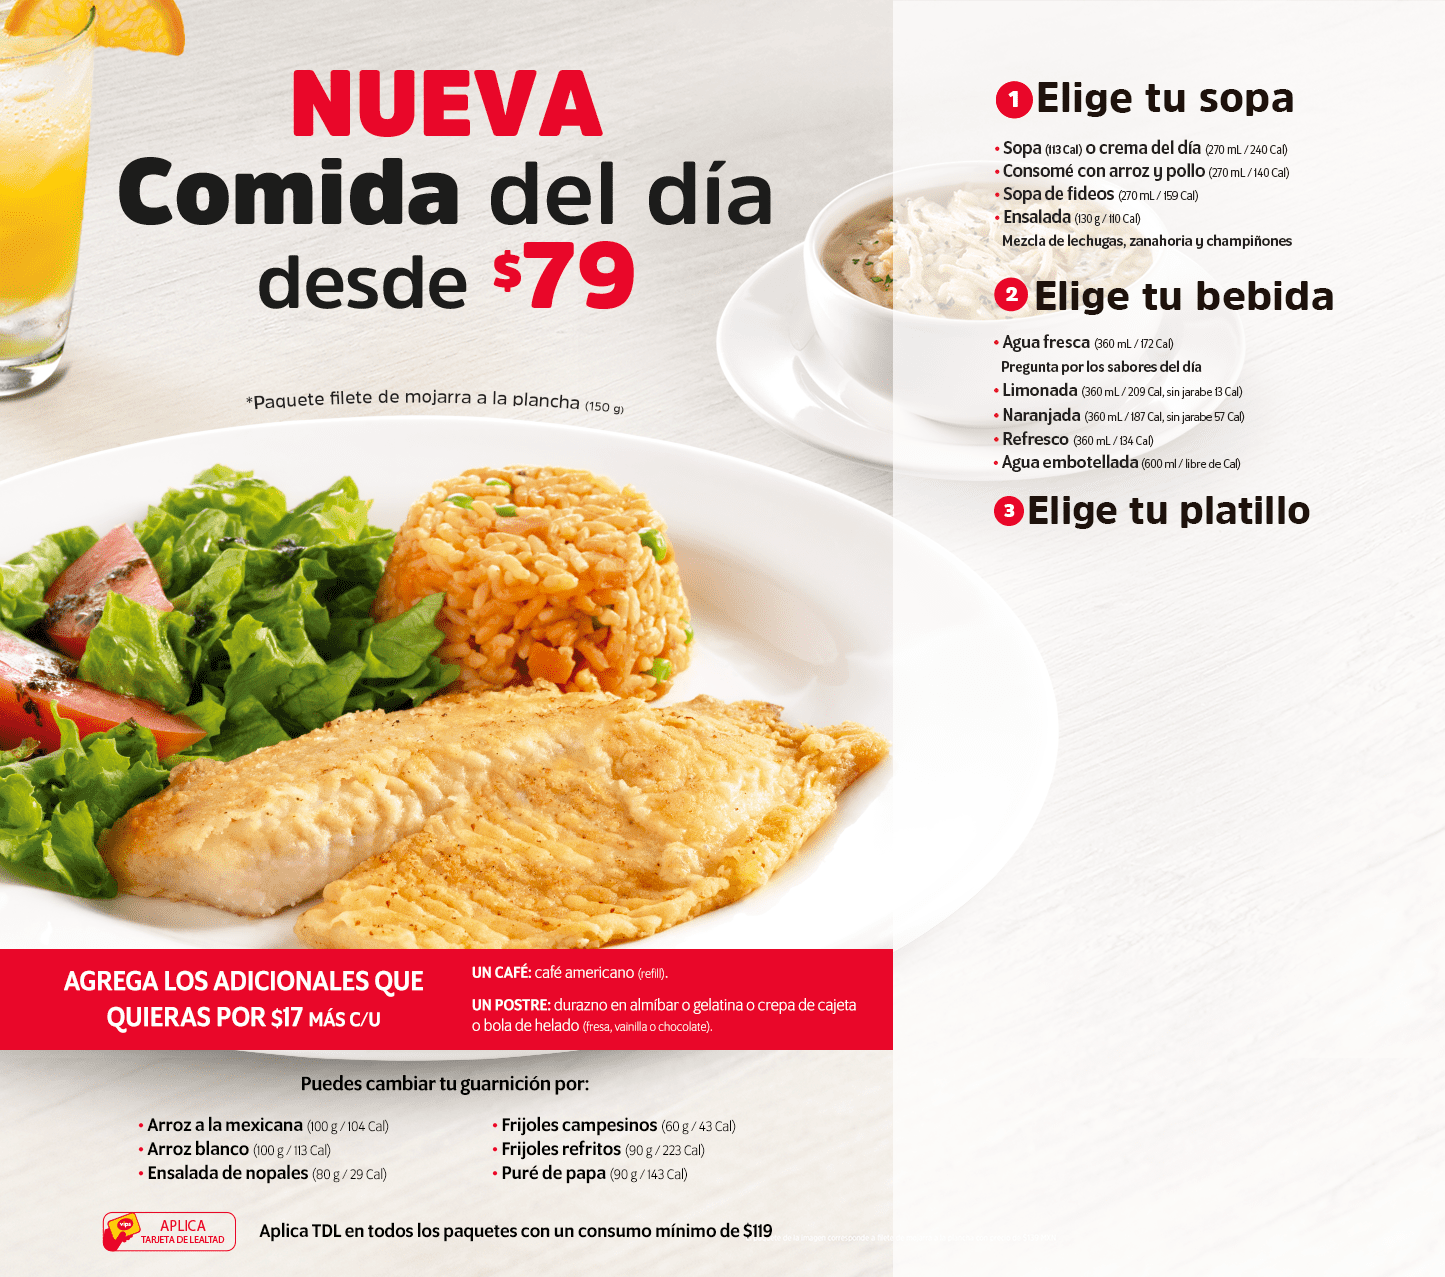 NUEVA
Comida del día
desde $79
*Paquete filete de mojarra a la plancha (150 g)
AGREGA LOS ADICIONALES QUE
QUIERAS POR $17 MÁS C/U
UN CAFÉ: café americano (refill).
UN POSTRE: durazno en almíbar o gelatina o crepa de cajeta
o bola de helado (fresa, vainilla o chocolate).
Puedes cambiar tu guarnición por:
• Arroz a la mexicana (100 g / 104 Cal)
• Arroz blanco (100 g / 113 Cal)
• Ensalada de nopales (80 g / 29 Cal)
• Frijoles campesinos (60 g / 43 Cal)
• Frijoles refritos (90 g / 223 Cal)
• Puré de papa (90 g / 143 Cal)
vips
APLICA
TARJETA DE LEALTAD
Aplica TDL en todos los paquetes con un consumo mínimo de $119
1 Elige tu sopa
• Sopa (113 Cal) o crema del día (270 mL / 240 Cal)
• Consomé con arroz y pollo (270 mL / 140 Cal)
• Sopa de fideos (270 mL / 159 Cal)
• Ensalada (130 g / 110 Cal)
Mezcla de lechugas, zanahoria y champiñones
2 Elige tu bebida
• Agua fresca (360 mL / 172 Cal)
Pregunta por los sabores del día
• Limonada (360 mL / 209 Cal, sin jarabe 13 Cal)
• Naranjada (360 mL / 187 Cal, sin jarabe 57 Cal)
• Refresco (360 mL / 134 Cal)
• Agua embotellada (600 ml / libre de Cal)
3 Elige tu platillo